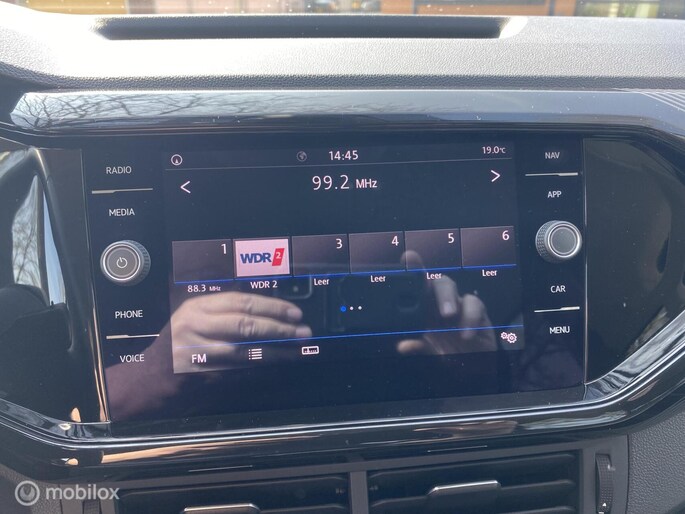 14:45
19.0°C
RADIO
MEDIA
PHONE
VOICE
NAV
APP
CAR
MENU
< 99.2 MHz >
1
WDR 2
3
4
5
6
88.3 MHz
WDR 2
Leer
Leer
Leer
Leer
FM
mobilox